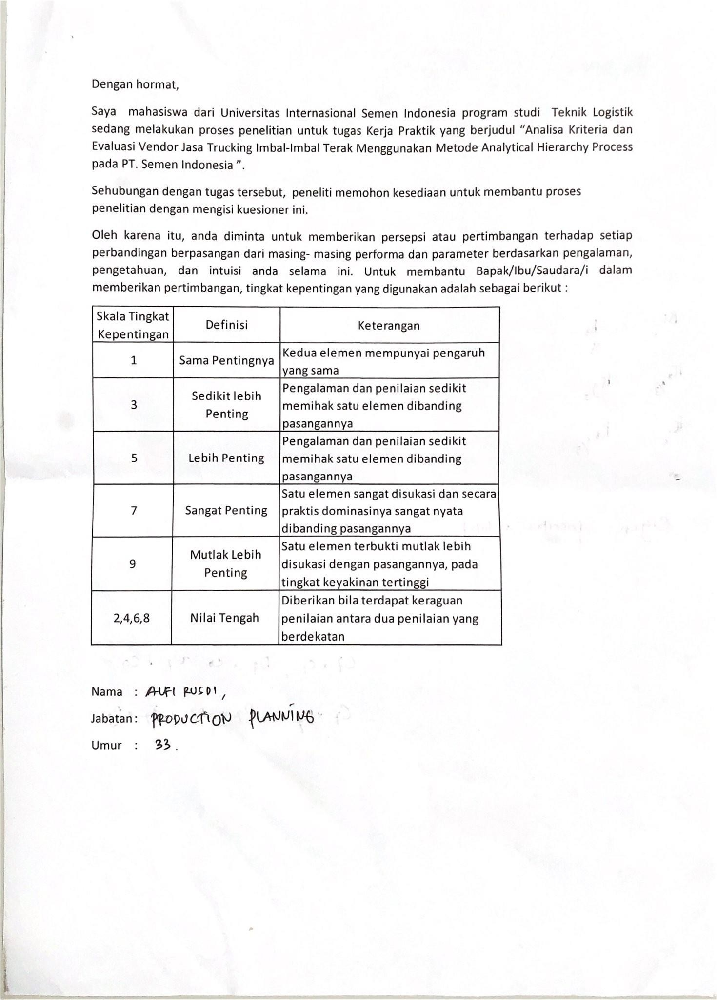 Dengan hormat,
Saya mahasiswa dari Universitas Internasional Semen Indonesia program studi Teknik Logistik
sedang melakukan proses penelitian untuk tugas Kerja Praktik yang berjudul “Analisa Kriteria dan
Evaluasi Vendor Jasa Trucking Imbal-Imbal Terak Menggunakan Metode Analytical Hierarchy Process
pada PT. Semen Indonesia ”.
Sehubungan dengan tugas tersebut, peneliti memohon kesediaan untuk membantu proses
penelitian dengan mengisi kuesioner ini.
Oleh karena itu, anda diminta untuk memberikan persepsi atau pertimbangan terhadap setiap
perbandingan berpasangan dari masing- masing performa dan parameter berdasarkan pengalaman,
pengetahuan, dan intuisi anda selama ini. Untuk membantu Bapak/Ibu/Saudara/i dalam
memberikan pertimbangan, tingkat kepentingan yang digunakan adalah sebagai berikut :
Skala Tingkat
Kepentingan
Definisi
Keterangan
1
Sama Pentingnya
Kedua elemen mempunyai pengaruh
yang sama
3
Sedikit lebih
Penting
Pengalaman dan penilaian sedikit
memihak satu elemen dibanding
pasangannya
5
Lebih Penting
Pengalaman dan penilaian sedikit
memihak satu elemen dibanding
pasangannya
7
Sangat Penting
Satu elemen sangat disukasi dan secara
praktis dominasinya sangat nyata
dibanding pasangannya
9
Mutlak Lebih
Penting
Satu elemen terbukti mutlak lebih
disukasi dengan pasangannya, pada
tingkat keyakinan tertinggi
2,4,6,8
Nilai Tengah
Diberikan bila terdapat keraguan
penilaian antara dua penilaian yang
berdekatan
Nama : ALFI RUSDI,
Jabatan: PRODUCTION PLANNING
Umur : 33.